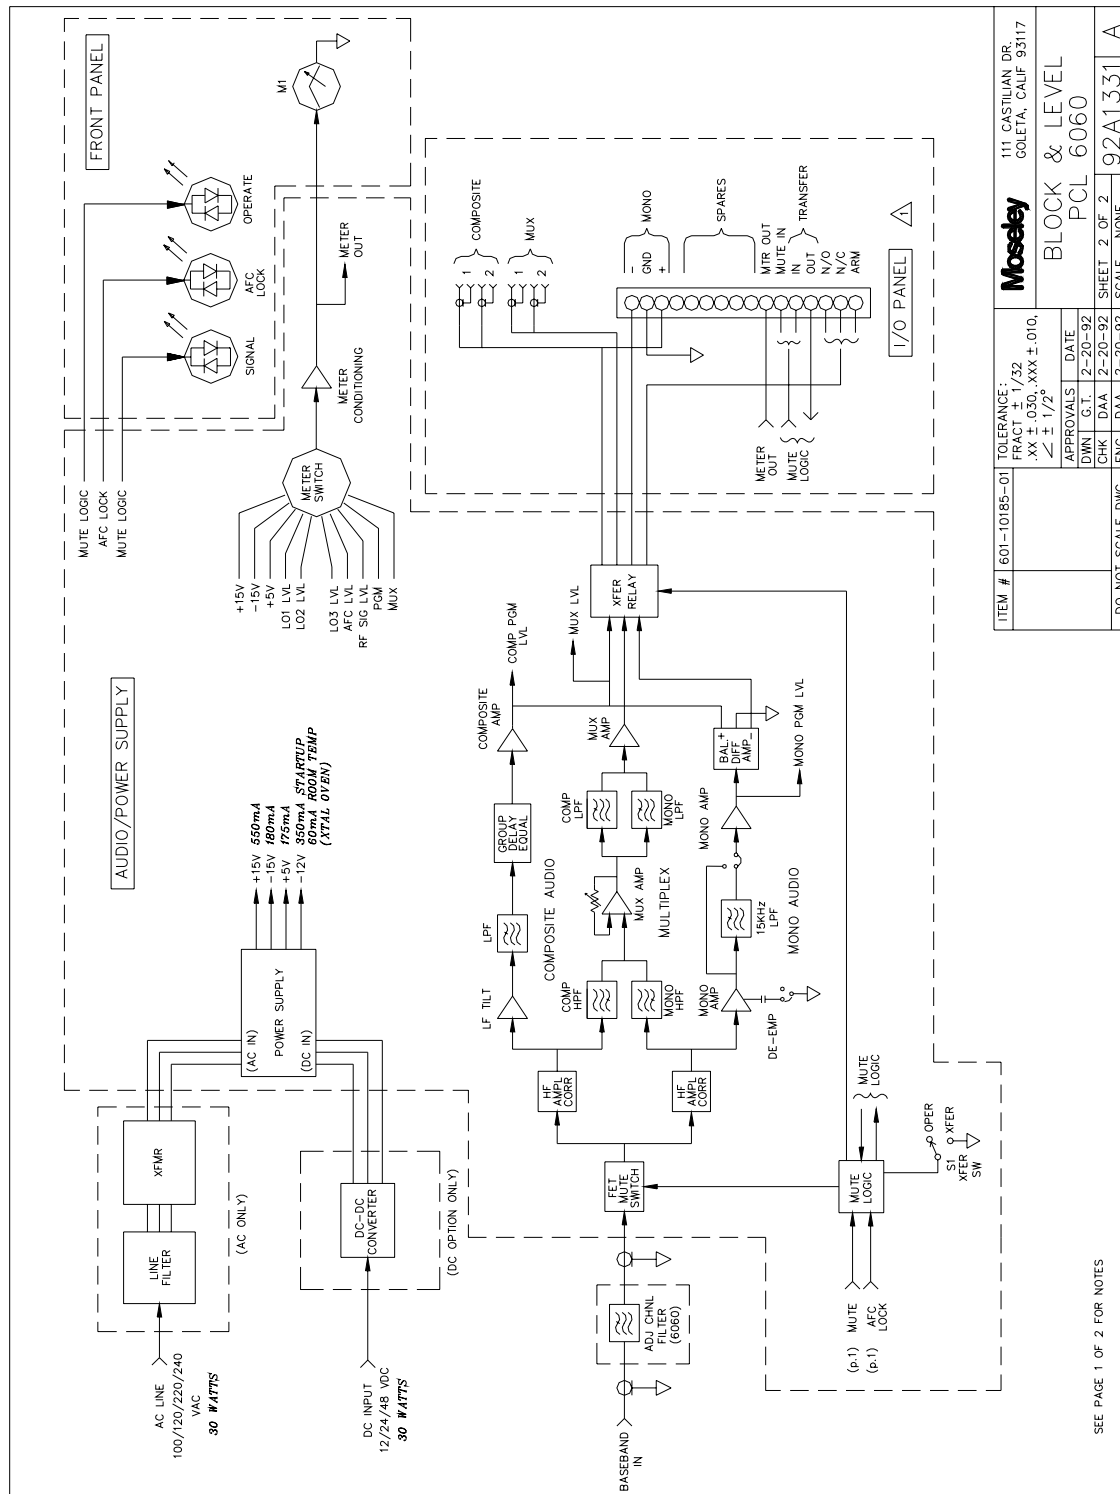 FRONT PANEL
MUTE LOGIC
AFC LOCK
MUTE LOGIC
SIGNAL
AFC
LOCK
OPERATE
M1
+15V
-15V
+5V
LO1 LVL
LO2 LVL
LO3 LVL
AFC LVL
RF SIG LVL
PGM
MUX
METER
SWITCH
METER
CONDITIONING
METER
OUT
AUDIO/POWER SUPPLY
AC LINE
100/120/220/240
VAC
30 WATTS
LINE
FILTER
XFMR
(AC ONLY)
DC INPUT
12/24/48 VDC
30 WATTS
DC-DC
CONVERTER
(DC OPTION ONLY)
(AC IN)
POWER SUPPLY
(DC IN)
+15V 550mA
-15V 180mA
+5V 175mA
-12V 350mA STARTUP
60mA ROOM TEMP
(XTAL OVEN)
BASEBAND
IN
ADJ CHNL
FILTER
(6060)
FET
MUTE
SWITCH
HF
AMPL
CORR
HF
AMPL
CORR
LF TILT
LPF
GROUP
DELAY
EQUAL
COMPOSITE
AMP
COMP PGM
LVL
COMPOSITE AUDIO
COMP
HPF
MONO
HPF
MUX AMP
MULTIPLEX
COMP
LPF
MONO
LPF
MUX
AMP
MUX LVL
MONO
AMP
DE-EMP
15KHz
LPF
MONO AUDIO
MONO AMP
BAL.+
DIFF
AMP-
MONO PGM LVL
XFER
RELAY
(p.1) MUTE
(p.1) AFC
LOCK
MUTE
LOGIC
MUTE
LOGIC
OPER
XFER
S1
XFER
SW
COMPOSITE
1
2
MUX
1
2
-
GND
+
MONO
SPARES
MTR OUT
MUTE IN
IN
OUT
TRANSFER
N/O
N/C
ARM
METER
OUT
MUTE
LOGIC
I/O PANEL
1
ITEM # 601-10185-01
TOLERANCE:
FRACT ± 1/32
.XX ± .030, .XXX ± .010,
∠ ± 1/2°
APPROVALS DATE
DWN G.T. 2-20-92
CHK DAA 2-20-92
ENG DAA 2-20-92
DO NOT SCALE DWG
Moseley
111 CASTILIAN DR.
GOLETA, CALIF 93117
BLOCK & LEVEL
PCL 6060
SHEET 2 OF 2
SCALE NONE
92A1331 A
SEE PAGE 1 OF 2 FOR NOTES